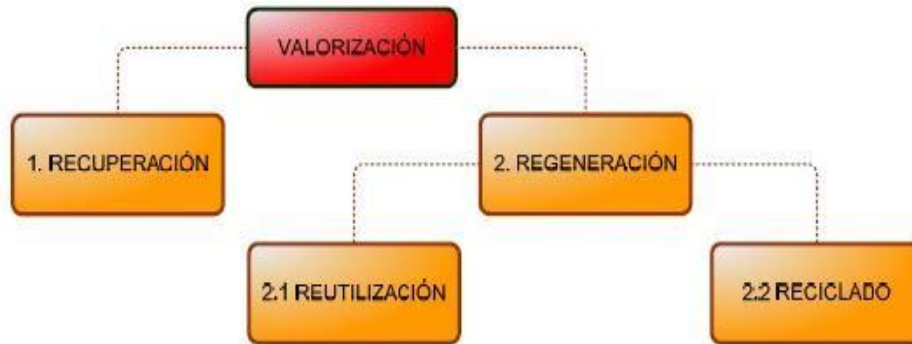 VALORIZACIÓN
1. RECUPERACIÓN
2. REGENERACIÓN
2.1 REUTILIZACIÓN
2.2 RECICLADO